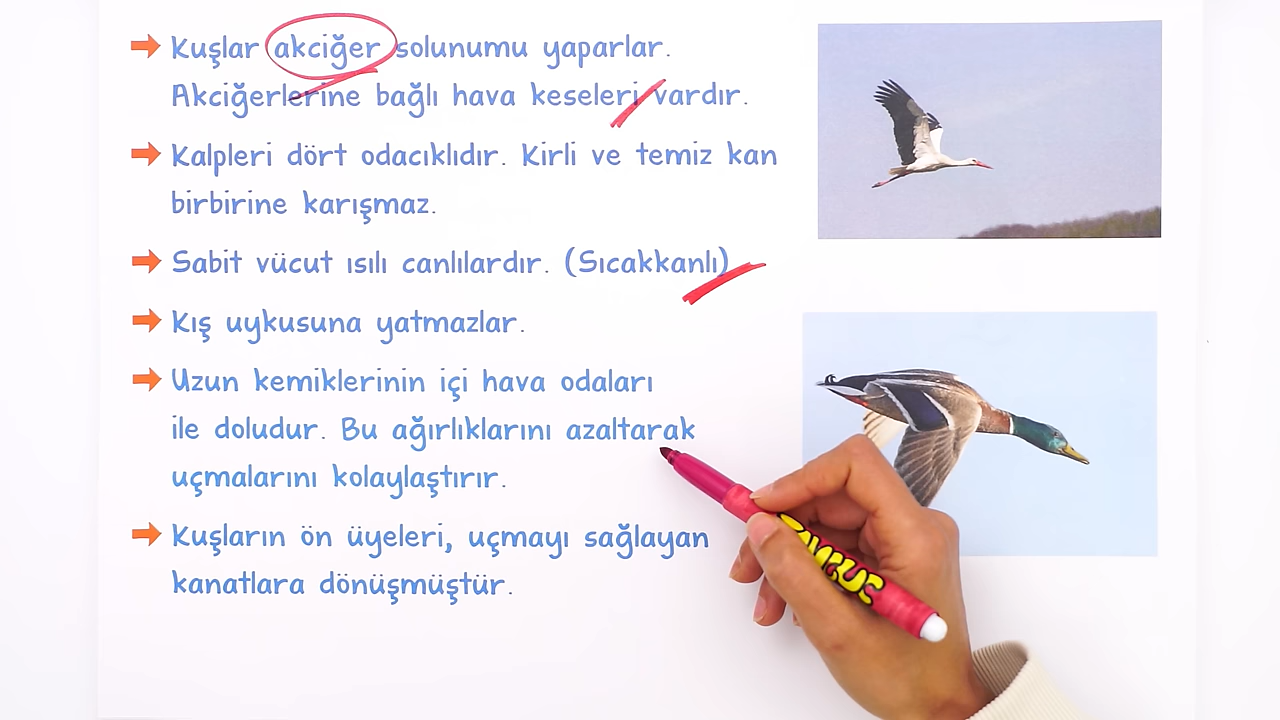 Kuşlar akciğer solunumu yaparlar.
Akciğerlerine bağlı hava keseleri vardır.
Kalpleri dört odacıklıdır. Kirli ve temiz kan
birbirine karışmaz.
Sabit vücut ısılı canlılardır. (Sıcakkanlı)
Kış uykusuna yatmazlar.
Uzun kemiklerinin içi hava odaları
ile doludur. Bu ağırlıklarını azaltarak
uçmalarını kolaylaştırır.
Kuşların ön üyeleri, uçmayı sağlayan
kanatlara dönüşmüştür.